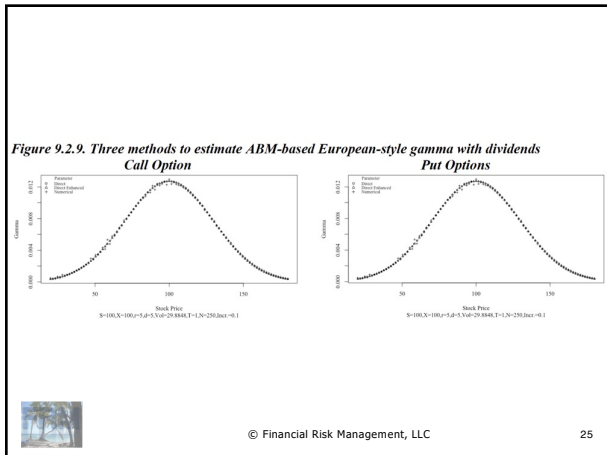 Figure 9.2.9. Three methods to estimate ABM-based European-style gamma with dividends
Call Option
Put Options
Parameter
Direct
Direct Enhanced
Numerical
Gamma
0.012
0.008
0.004
0.000
50
100
150
Stock Price
S=100,X=100,r=5,d=5,Vol=29.8848,T=1,N=250,Incr.=0.1
Parameter
Direct
Direct Enhanced
Numerical
Gamma
0.012
0.008
0.004
0.000
50
100
150
Stock Price
S=100,X=100,r=5,d=5,Vol=29.8848,T=1,N=250,Incr.=0.1
© Financial Risk Management, LLC
25